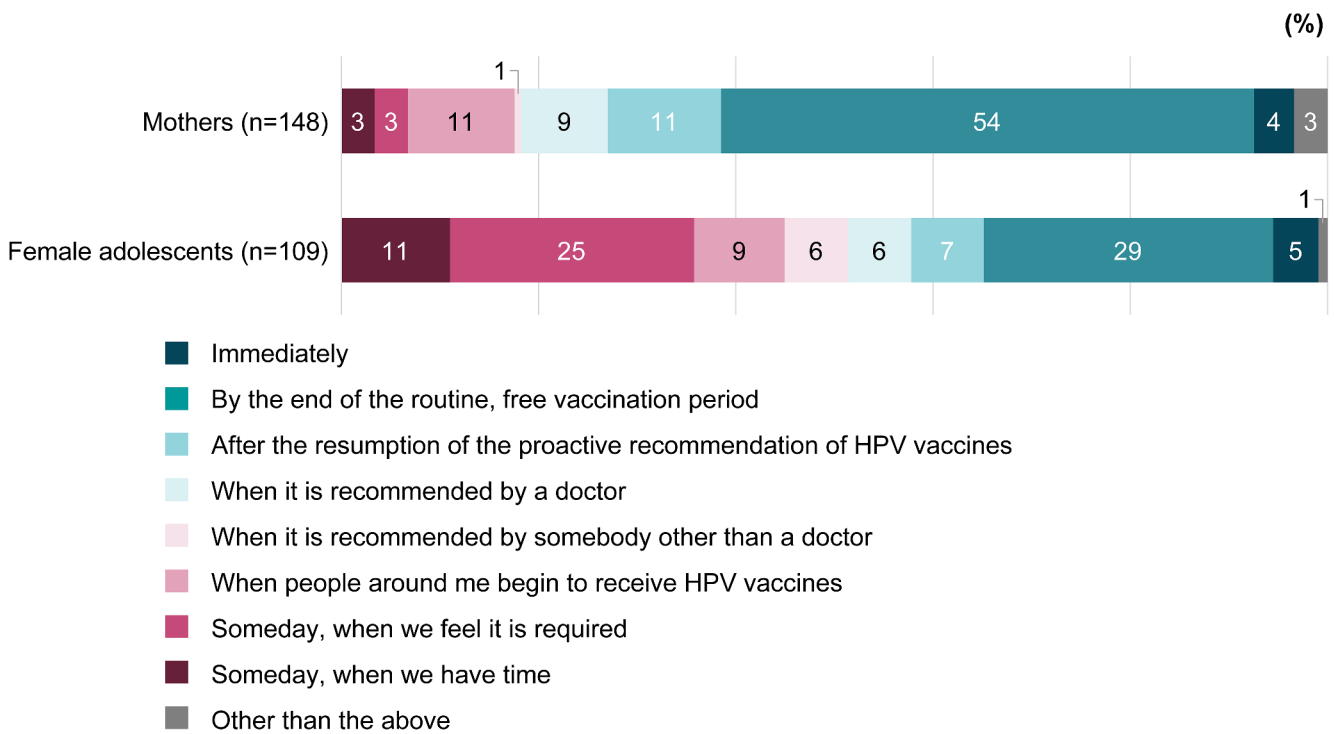 (%)
1
Mothers (n=148) 3 3 11 9 11 54 4 3
1
Female adolescents (n=109) 11 25 9 6 6 7 29 5
Immediately
By the end of the routine, free vaccination period
After the resumption of the proactive recommendation of HPV vaccines
When it is recommended by a doctor
When it is recommended by somebody other than a doctor
When people around me begin to receive HPV vaccines
Someday, when we feel it is required
Someday, when we have time
Other than the above